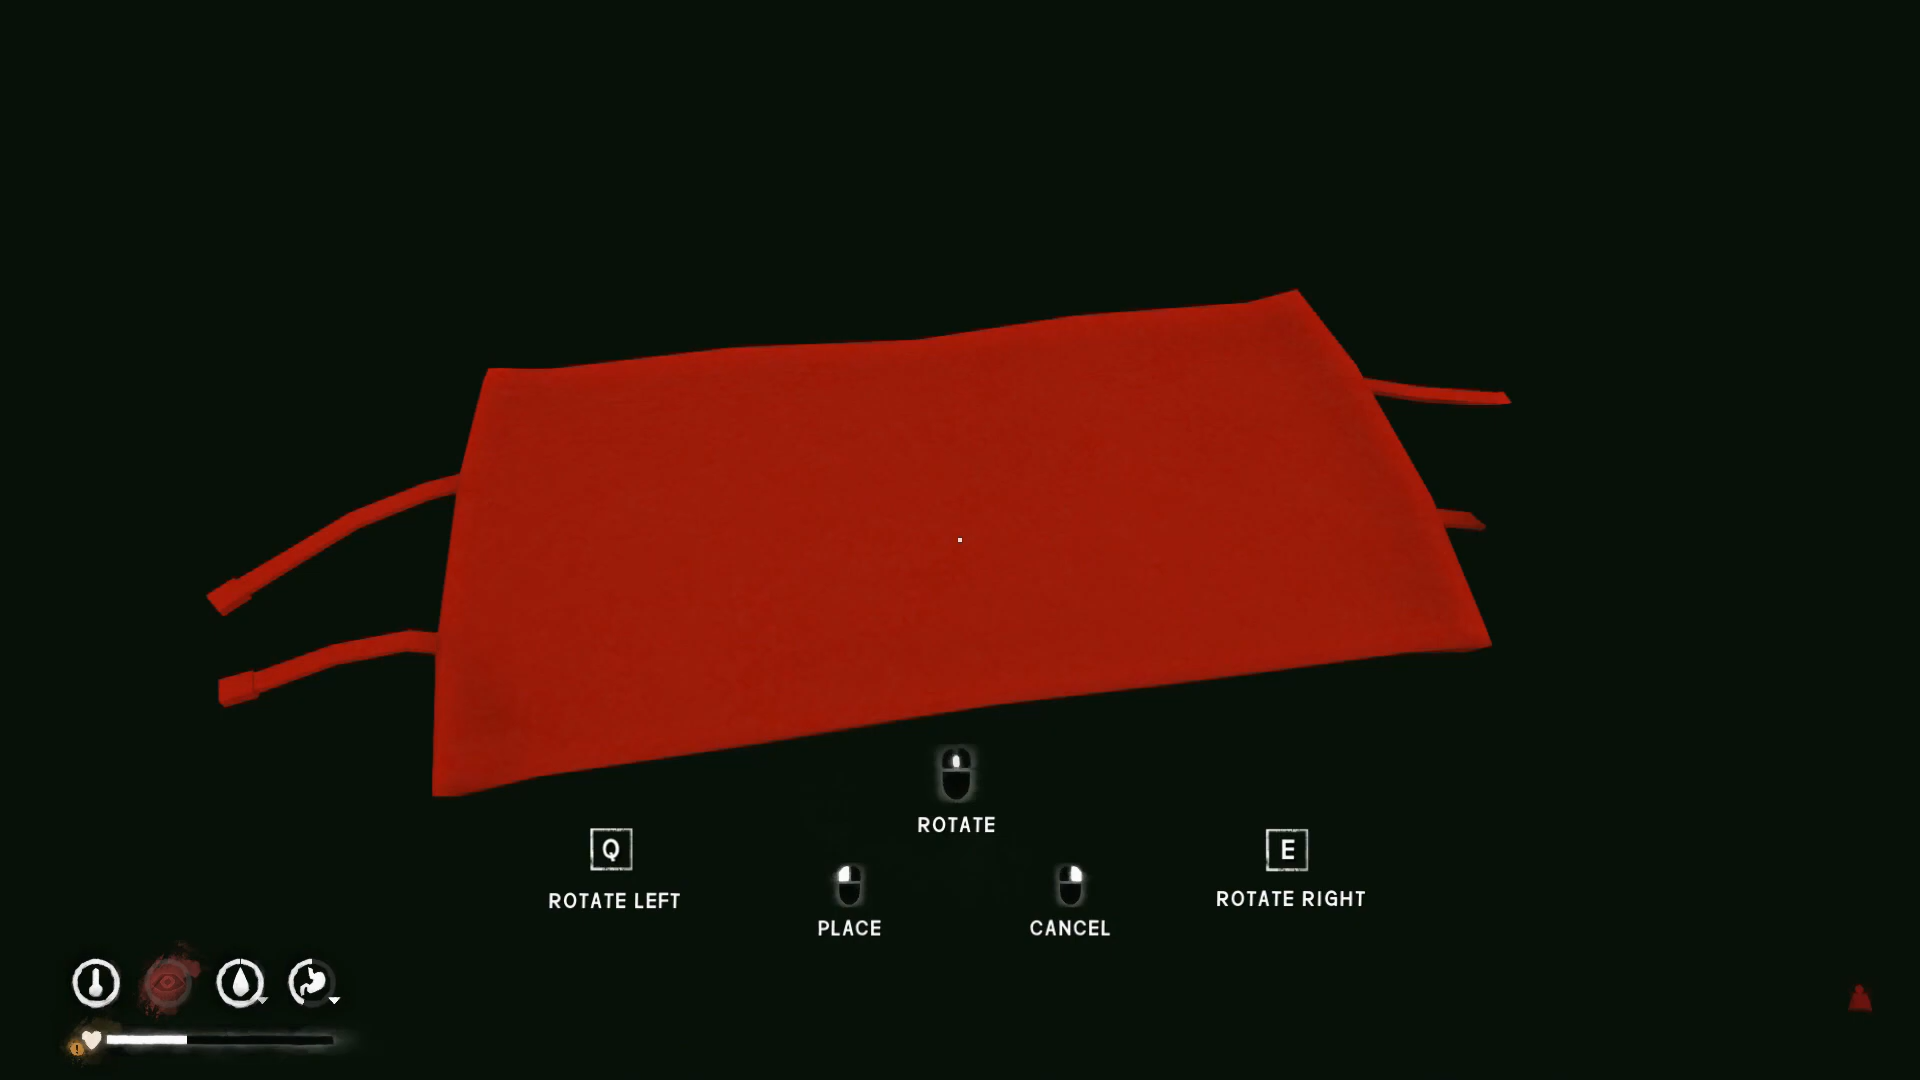 ROTATE
Q
E
ROTATE LEFT
ROTATE RIGHT
PLACE
CANCEL
!